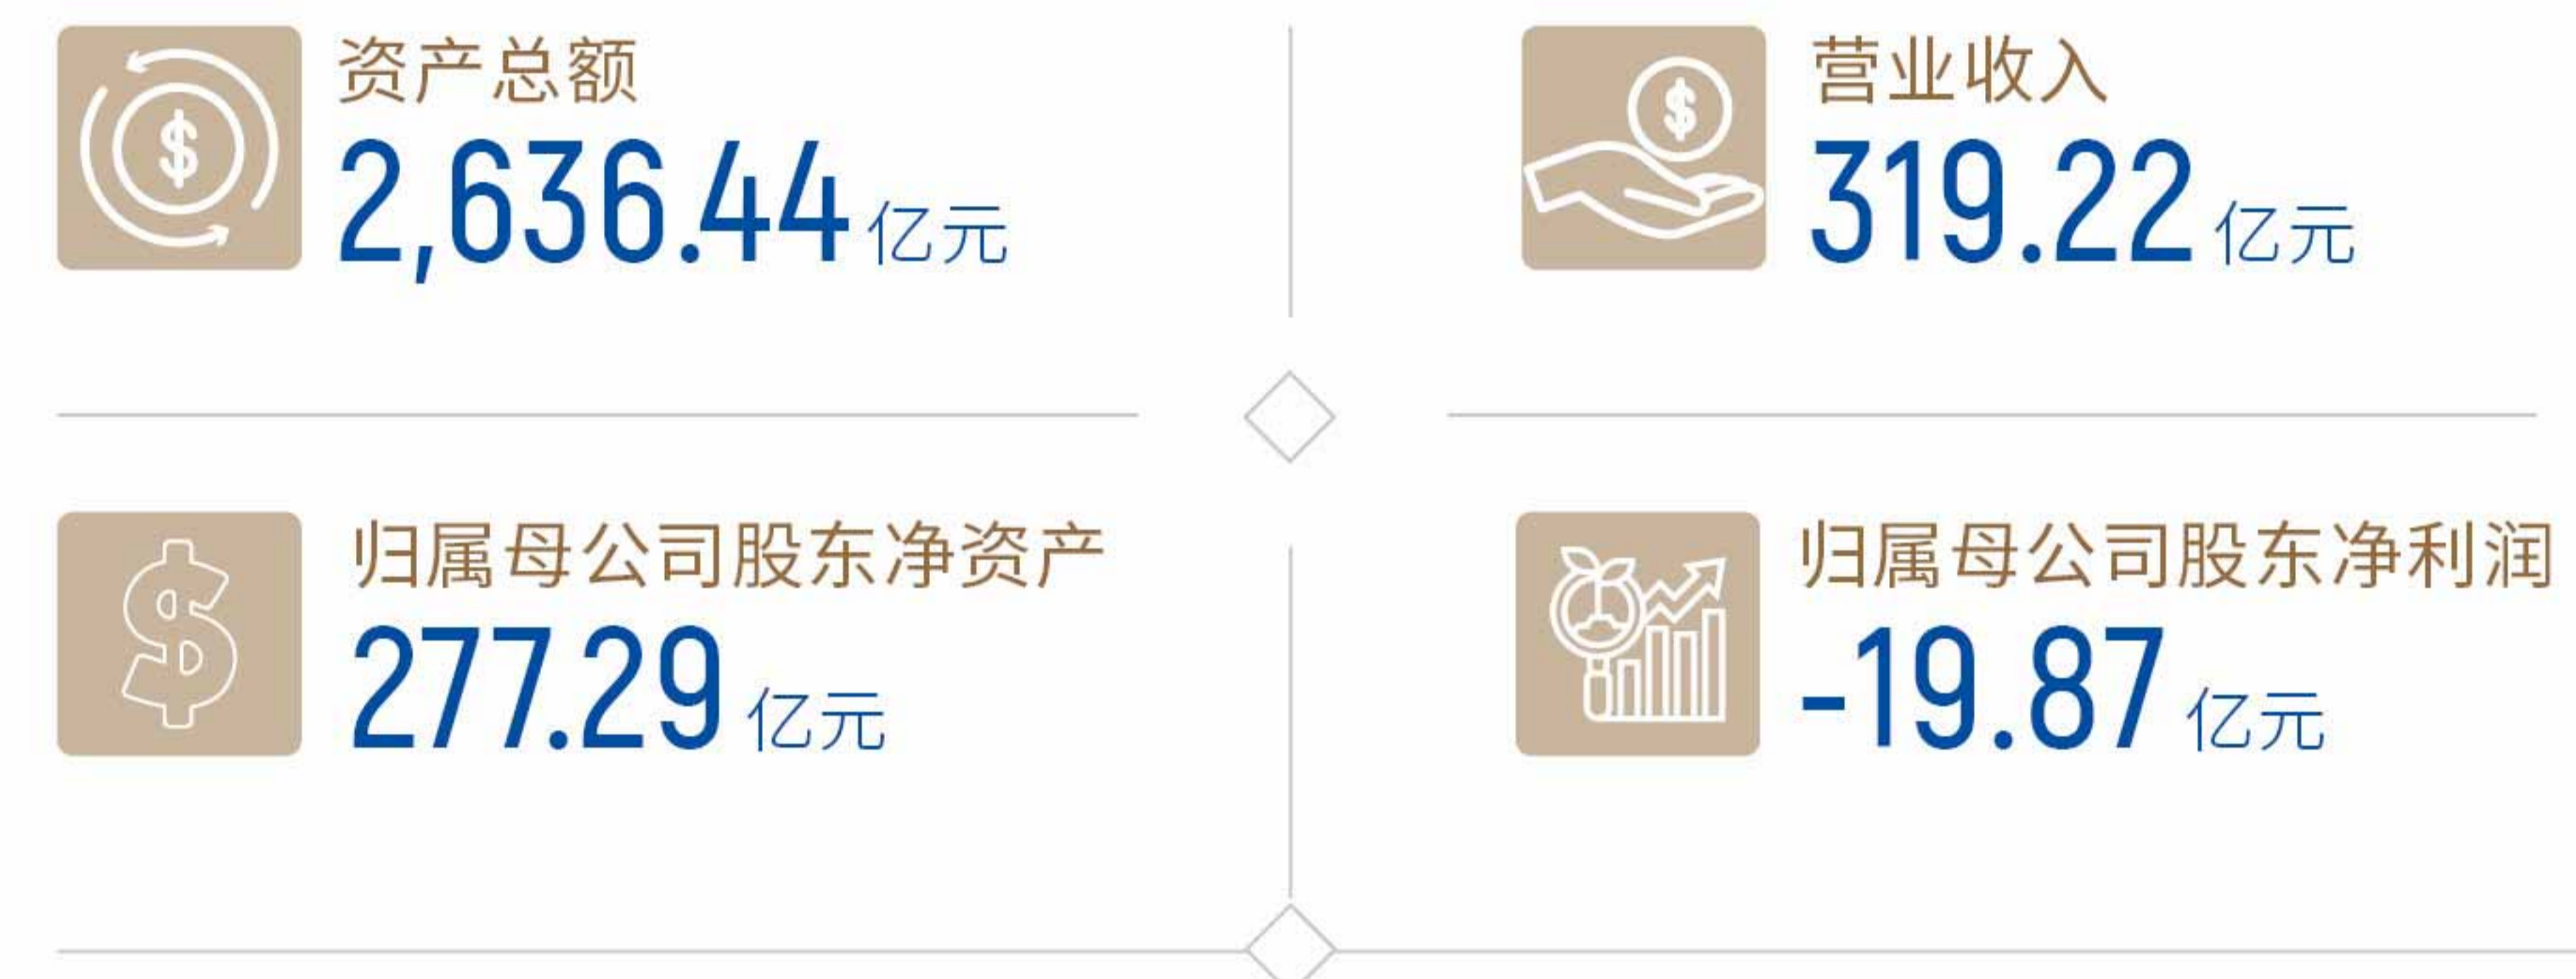 资产总额
2,636.44亿元
营业收入
319.22亿元
归属母公司股东净资产
277.29亿元
归属母公司股东净利润
-19.87亿元